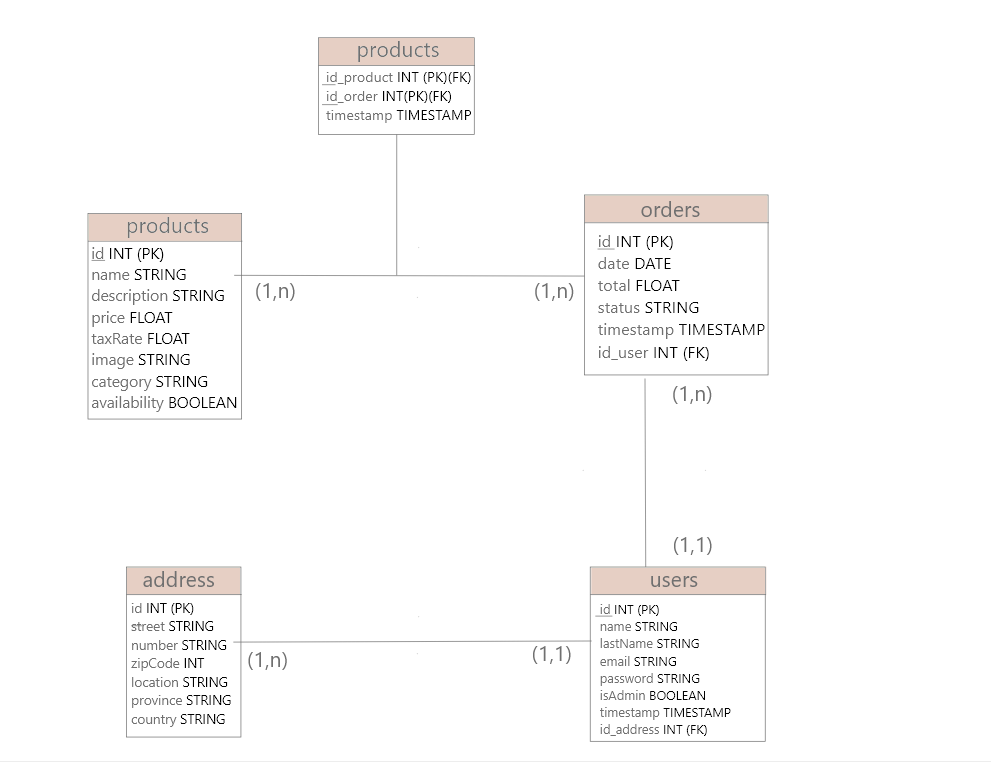 products
id_product INT (PK)(FK)
id_order INT(PK)(FK)
timestamp TIMESTAMP
products
id INT (PK)
name STRING
description STRING
price FLOAT
taxRate FLOAT
image STRING
category STRING
availability BOOLEAN
(1,n)
(1,n)
orders
id INT (PK)
date DATE
total FLOAT
status STRING
timestamp TIMESTAMP
id_user INT (FK)
(1,n)
(1,1)
address
id INT (PK)
street STRING
number STRING
zipCode INT
location STRING
province STRING
country STRING
(1,n)
(1,1)
users
id INT (PK)
name STRING
lastName STRING
email STRING
password STRING
isAdmin BOOLEAN
timestamp TIMESTAMP
id_address INT (FK)